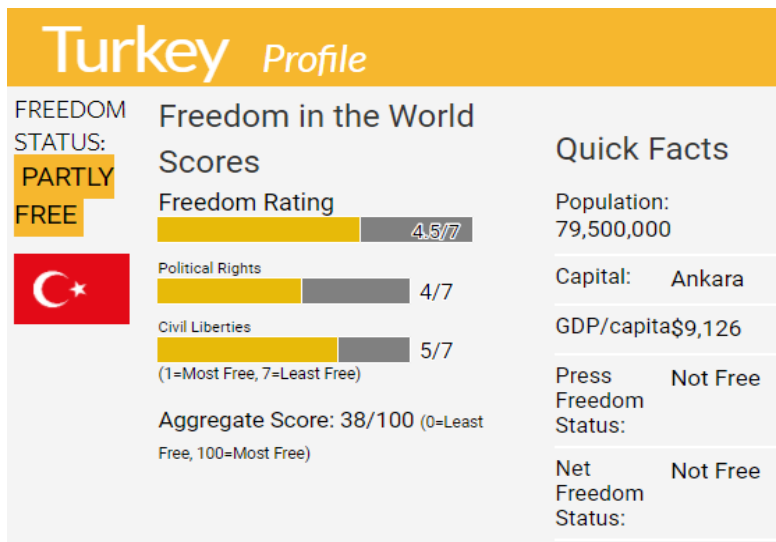 Turkey Profile
FREEDOM
STATUS:
PARTLY
FREE
Freedom in the World
Scores
Freedom Rating
4.5/7
Political Rights
4/7
Civil Liberties
5/7
(1=Most Free, 7=Least Free)
Aggregate Score: 38/100 (0=Least
Free, 100=Most Free)
Quick Facts
Population:
79,500,000
Capital: Ankara
GDP/capita$9,126
Press Not Free
Freedom
Status:
Net Not Free
Freedom
Status: